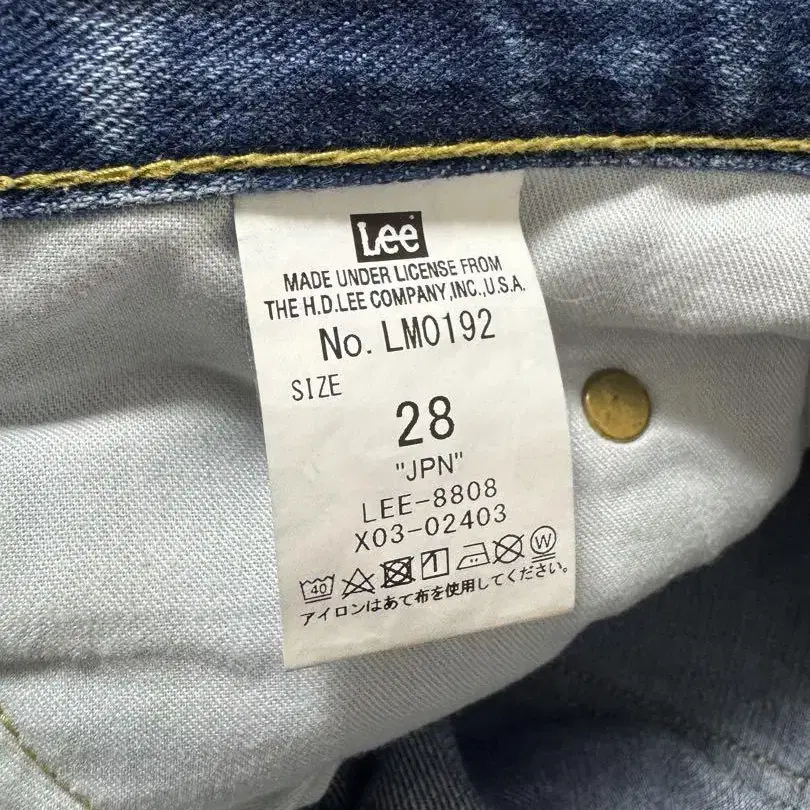 Lee
MADE UNDER LICENSE FROM
THE H.D.LEE COMPANY,INC.,U.S.A.
No. LM0192
SIZE
28
"JPN"
LEE-8808
X03-02403
40 W
アイロンはあて布を使用してください。